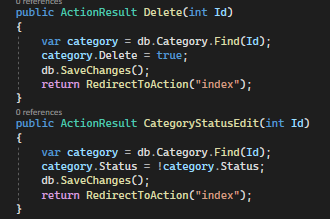 0 references
public ActionResult Delete(int Id)
{
var category = db.Category.Find(Id);
category.Delete = true;
db.SaveChanges();
return RedirectToAction("index");
}
0 references
public ActionResult CategoryStatusEdit(int Id)
{
var category = db.Category.Find(Id);
category.Status = !category.Status;
db.SaveChanges();
return RedirectToAction("index");
}